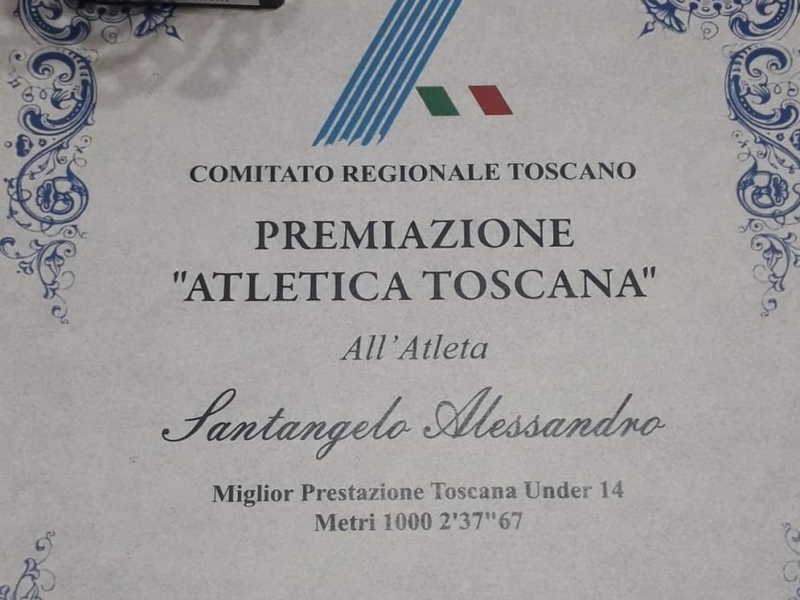 COMITATO REGIONALE TOSCANO
PREMIAZIONE
"ATLETICA TOSCANA"
All'Atleta
Santangelo Alessandro
Miglior Prestazione Toscana Under 14
Metri 1000 2'37"67